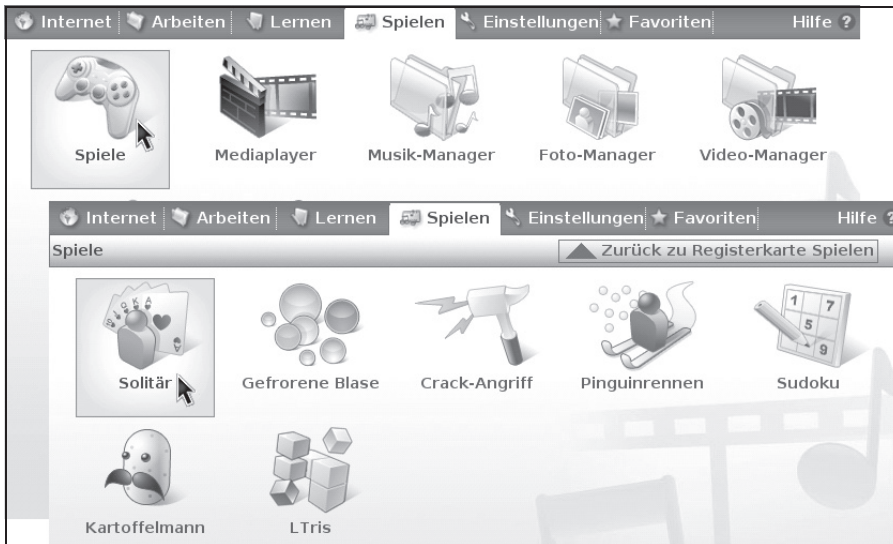 Internet Arbeiten Lernen Spielen Einstellungen Favoriten Hilfe ?
Spiele Mediaplayer Musik-Manager Foto-Manager Video-Manager
Internet Arbeiten Lernen Spielen Einstellungen Favoriten Hilfe ?
Spiele Zurück zu Registerkarte Spielen
Solitär Gefrorene Blase Crack-Angriff Pinguinrennen Sudoku
Kartoffelmann LTris